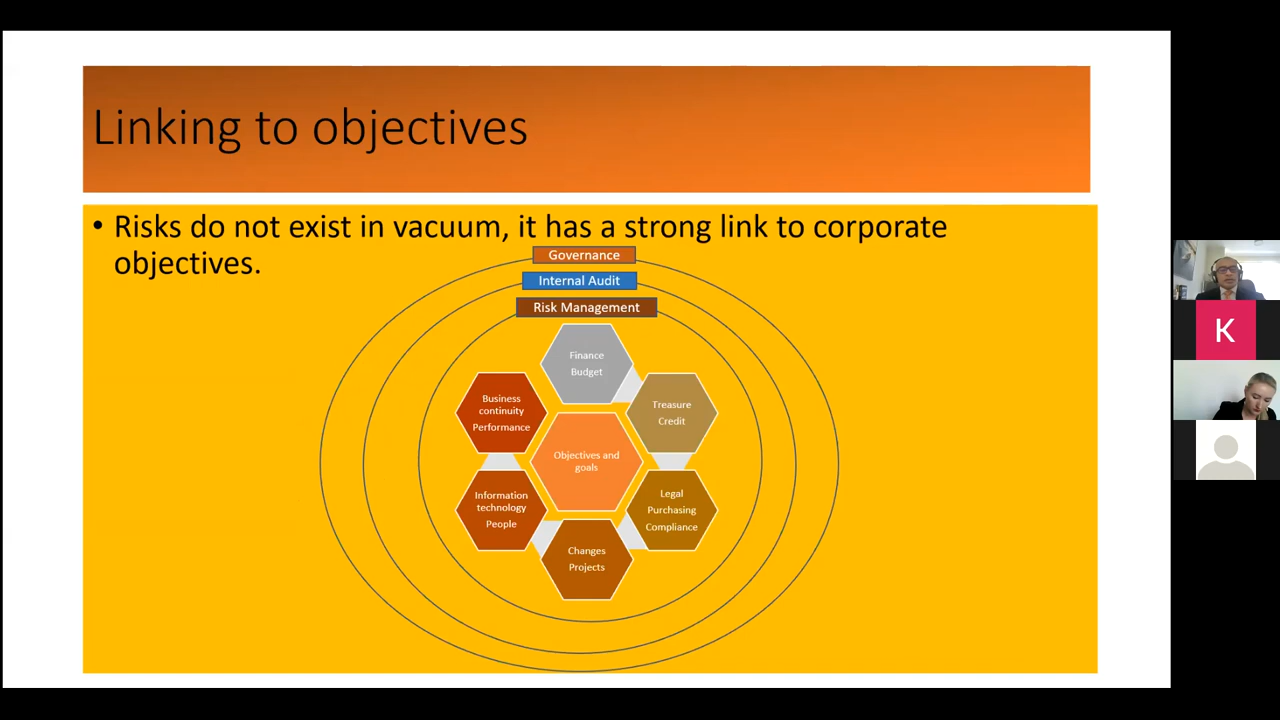 Linking to objectives
• Risks do not exist in vacuum, it has a strong link to corporate
objectives.
Governance
Internal Audit
Risk Management
Finance
Budget
Treasure
Credit
Legal
Purchasing
Compliance
Changes
Projects
Information
technology
People
Business
continuity
Performance
Objectives and
goals
K